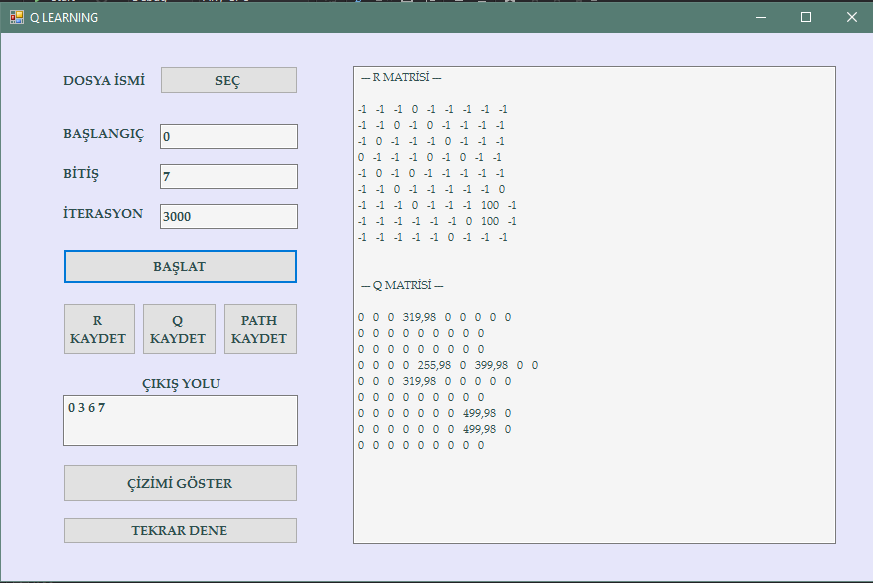 Q LEARNING
DOSYA İSMİ
SEÇ
BAŞLANGIÇ
0
BİTİŞ
7
İTERASYON
3000
BAŞLAT
R
KAYDET
Q
KAYDET
PATH
KAYDET
ÇIKIŞ YOLU
0 3 6 7
ÇİZİMİ GÖSTER
TEKRAR DENE
--- R MATRİSİ ---
-1 -1 -1 0 -1 -1 -1 -1 -1
-1 -1 0 -1 0 -1 -1 -1 -1
-1 0 -1 -1 -1 0 -1 -1 -1
0 -1 -1 -1 0 -1 0 -1 -1
-1 0 -1 0 -1 -1 -1 -1 -1
-1 -1 0 -1 -1 -1 -1 -1 0
-1 -1 -1 0 -1 -1 -1 100 -1
-1 -1 -1 -1 -1 -1 0 100 -1
-1 -1 -1 -1 -1 0 -1 -1 -1
--- Q MATRİSİ ---
0 0 0 319,98 0 0 0 0 0
0 0 0 0 0 0 0 0 0
0 0 0 0 0 0 0 0 0
0 0 0 0 255,98 0 399,98 0 0
0 0 0 319,98 0 0 0 0 0
0 0 0 0 0 0 0 0 0
0 0 0 0 0 0 0 499,98 0
0 0 0 0 0 0 0 499,98 0
0 0 0 0 0 0 0 0 0